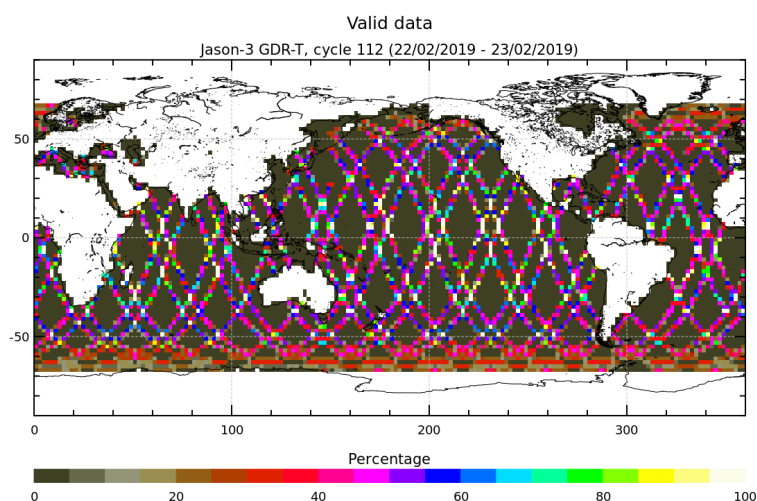 Valid data
Jason-3 GDR-T, cycle 112 (22/02/2019 - 23/02/2019)
50
0
-50
0 100 200 300
Percentage
0 20 40 60 80 100